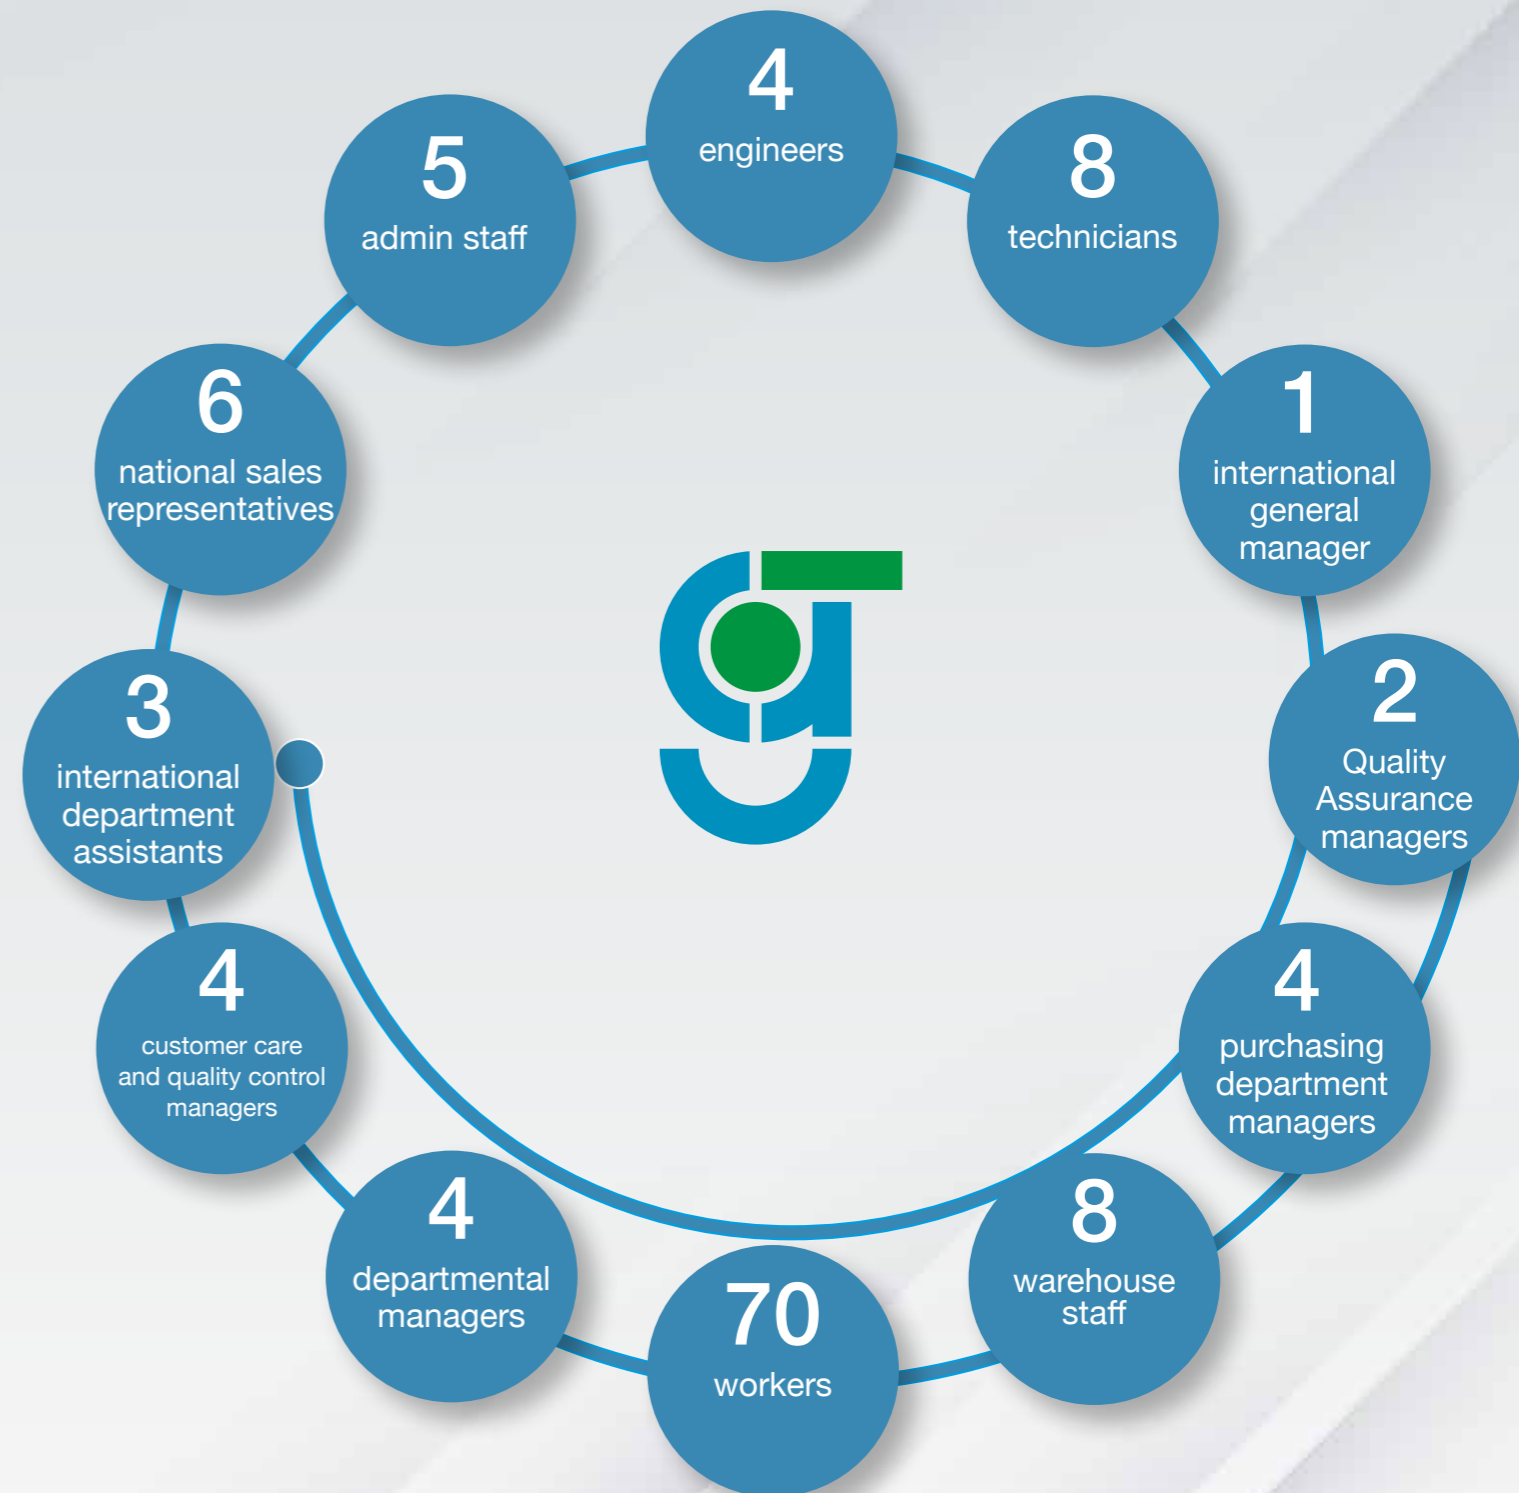 4
engineers
8
technicians
1
international
general
manager
2
Quality
Assurance
managers
4
purchasing
department
managers
8
warehouse
staff
70
workers
4
departmental
managers
4
customer care
and quality control
managers
3
international
department
assistants
6
national sales
representatives
5
admin staff